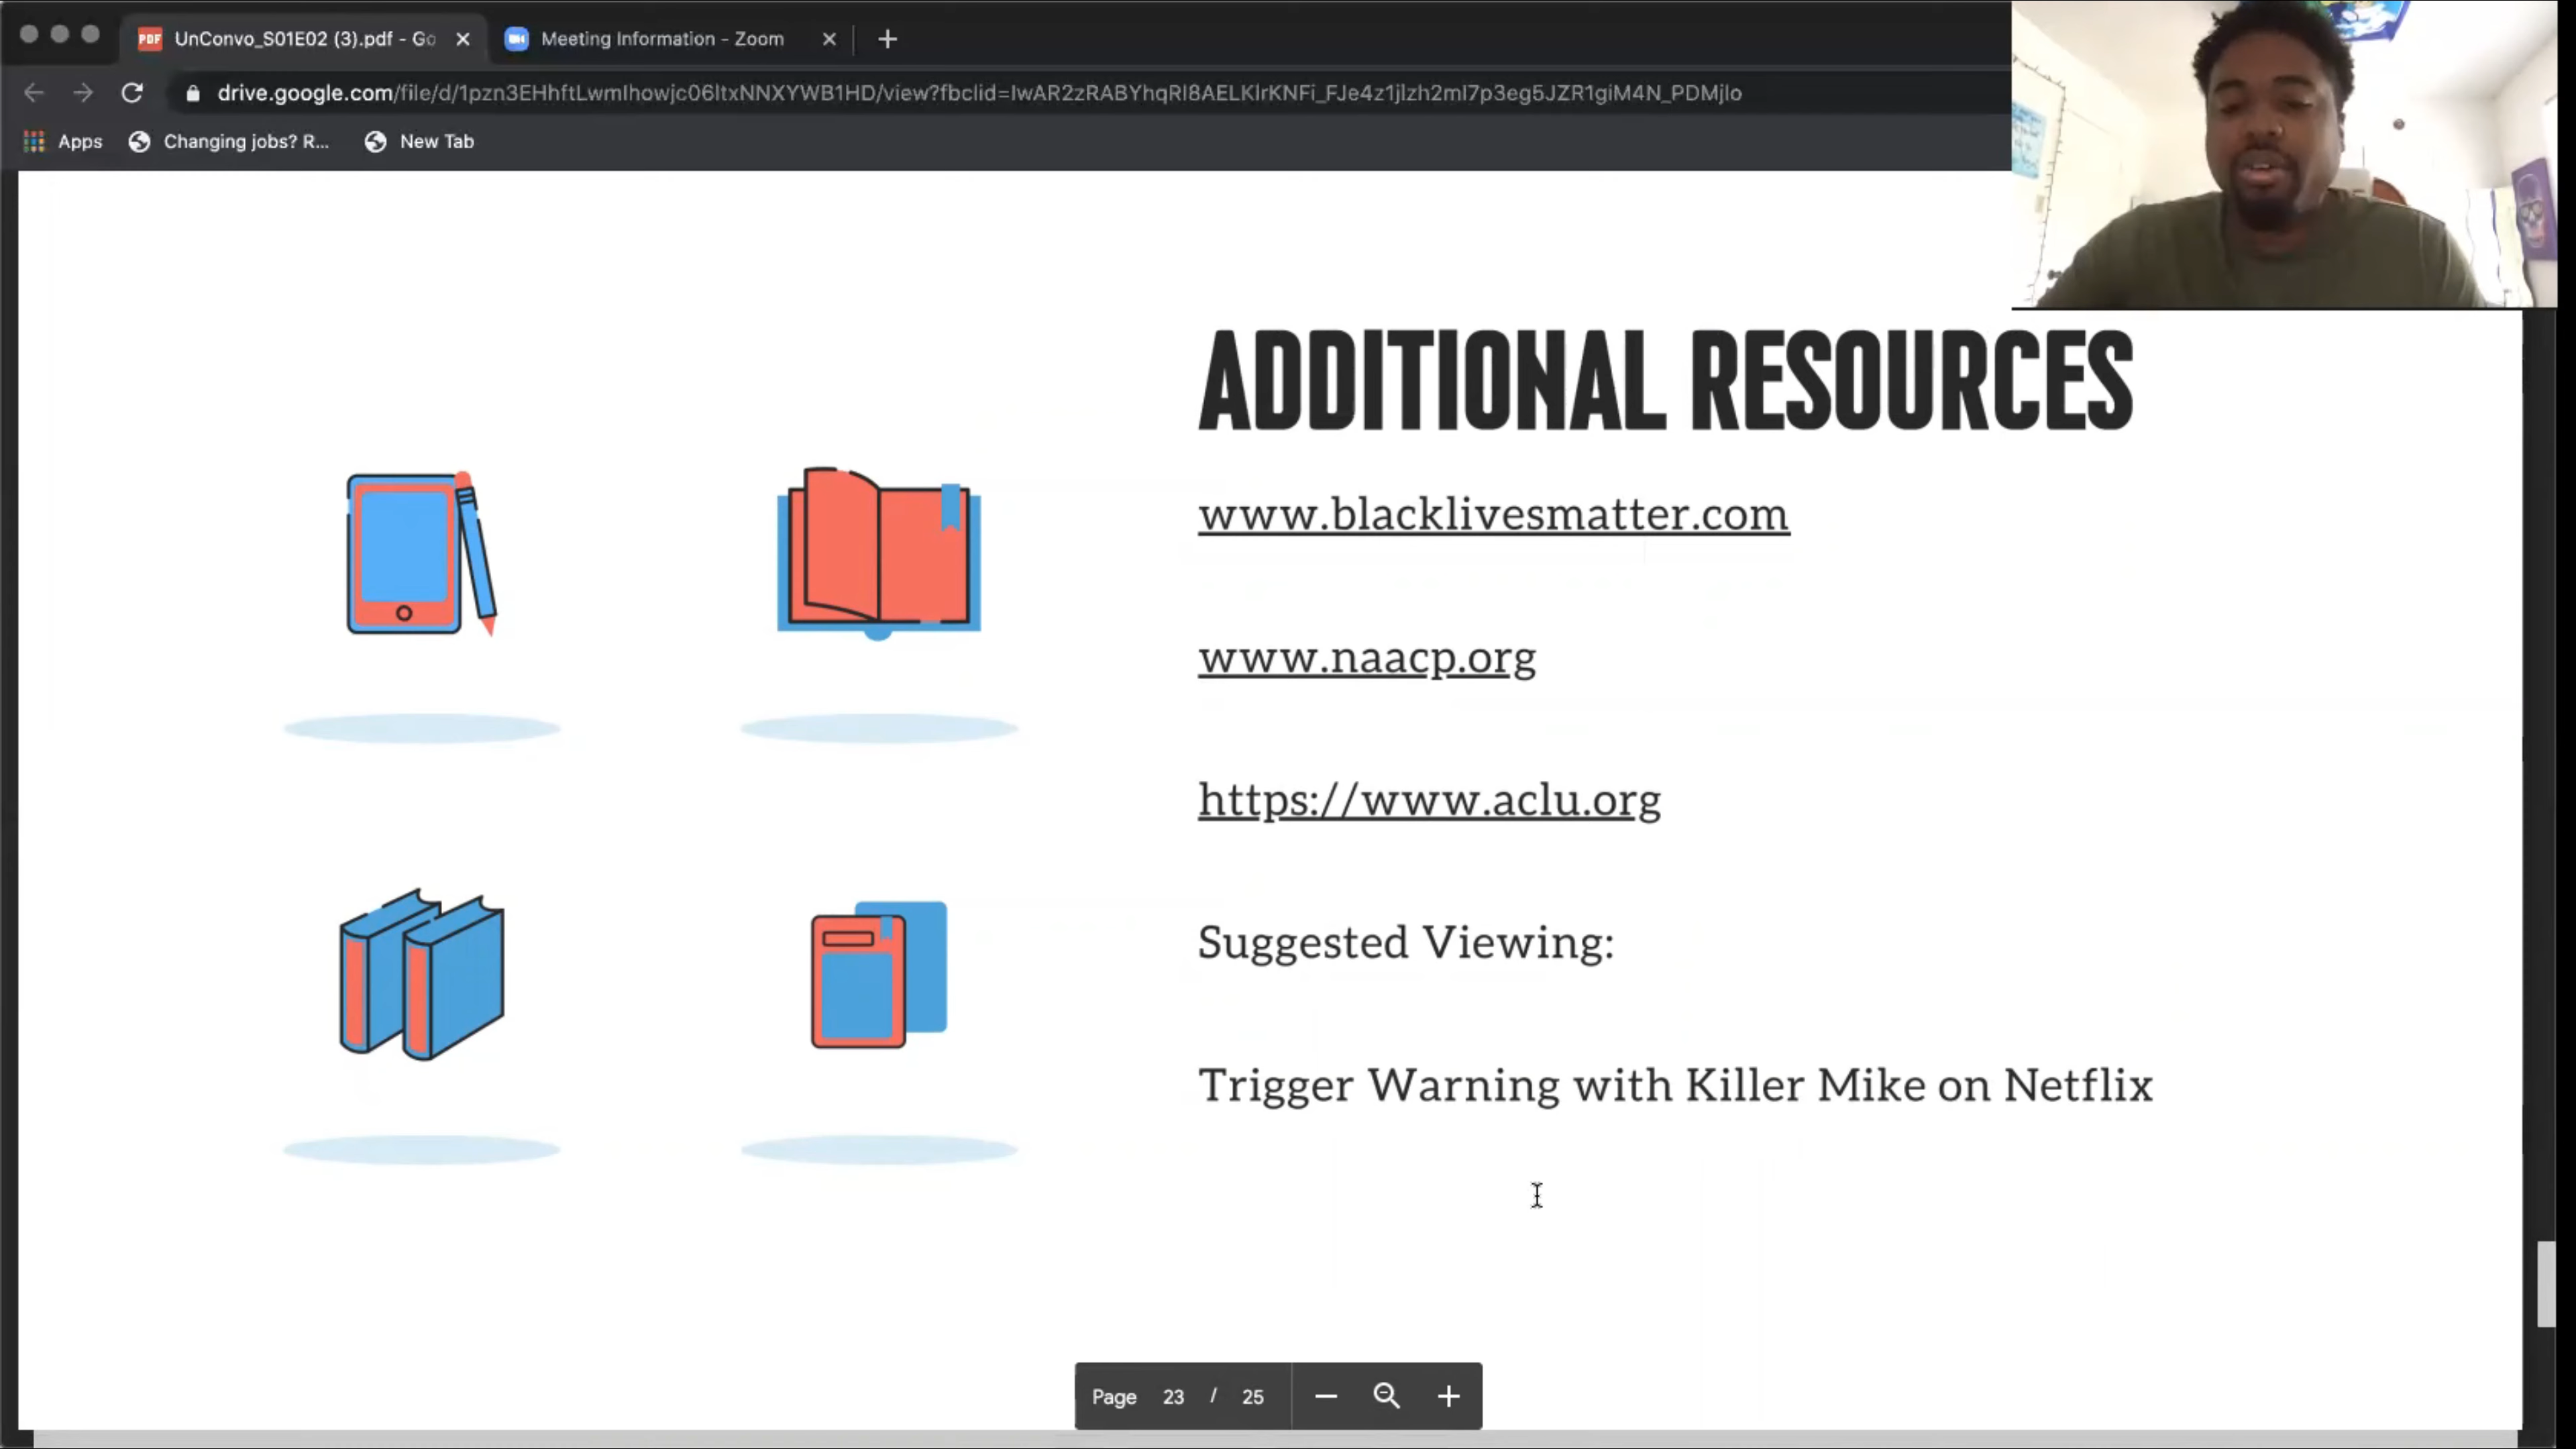 PDF UnConvo_S01E02 (3).pdf - Go
Meeting Information - Zoom
drive.google.com/file/d/1pzn3EHhftLwmIhowjc06ltxNNXYWB1HD/view?fbclid=IwAR2zRABYhqRI8AELKlrKNFi_FJe4z1jlzh2mI7p3eg5JZR1giM4N_PDMjlo
Apps Changing jobs? R... New Tab
ADDITIONAL RESOURCES
www.blacklivesmatter.com
www.naacp.org
https://www.aclu.org
Suggested Viewing:
Trigger Warning with Killer Mike on Netflix
Page 23 / 25